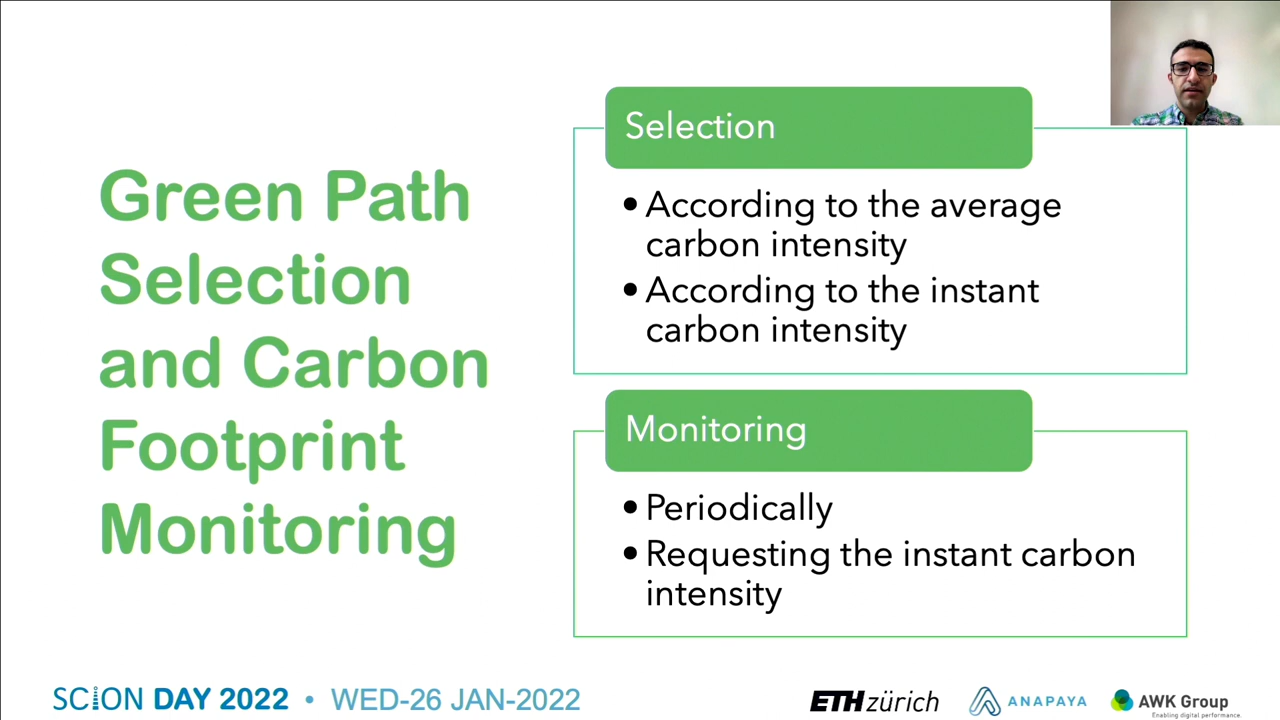 Green Path
Selection
and Carbon
Footprint
Monitoring
Selection
• According to the average
carbon intensity
• According to the instant
carbon intensity
Monitoring
• Periodically
• Requesting the instant carbon
intensity
SCION DAY 2022 • WED-26 JAN-2022
ETH zürich
ANAPAYA
AWK Group
Enabling digital performance.